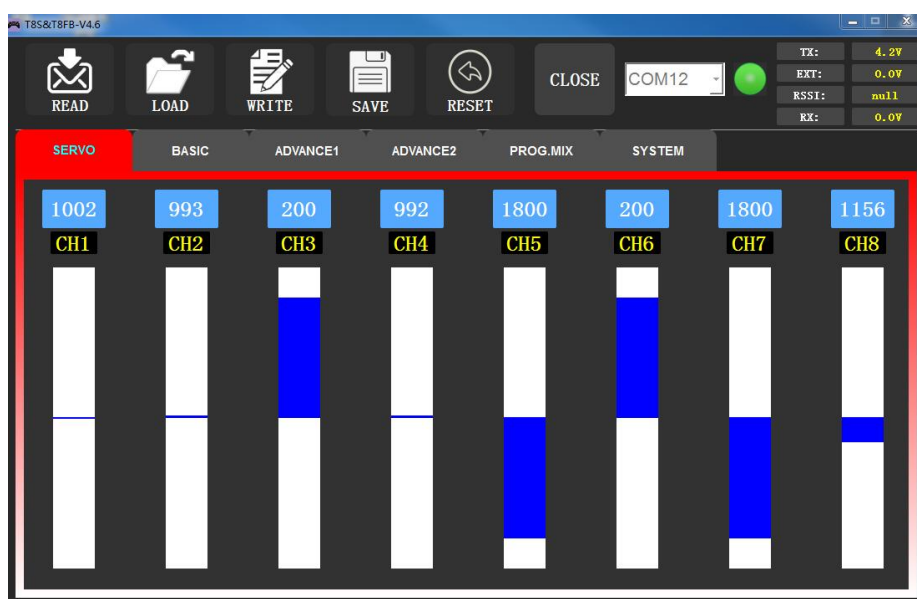 T8S&T8FB-V4.6
READ LOAD WRITE SAVE RESET CLOSE COM12
TX: 4.2V
EXT: 0.0V
RSSI: null
RX: 0.0V
SERVO BASIC ADVANCE1 ADVANCE2 PROG.MIX SYSTEM
1002 993 200 992 1800 200 1800 1156
CH1 CH2 CH3 CH4 CH5 CH6 CH7 CH8